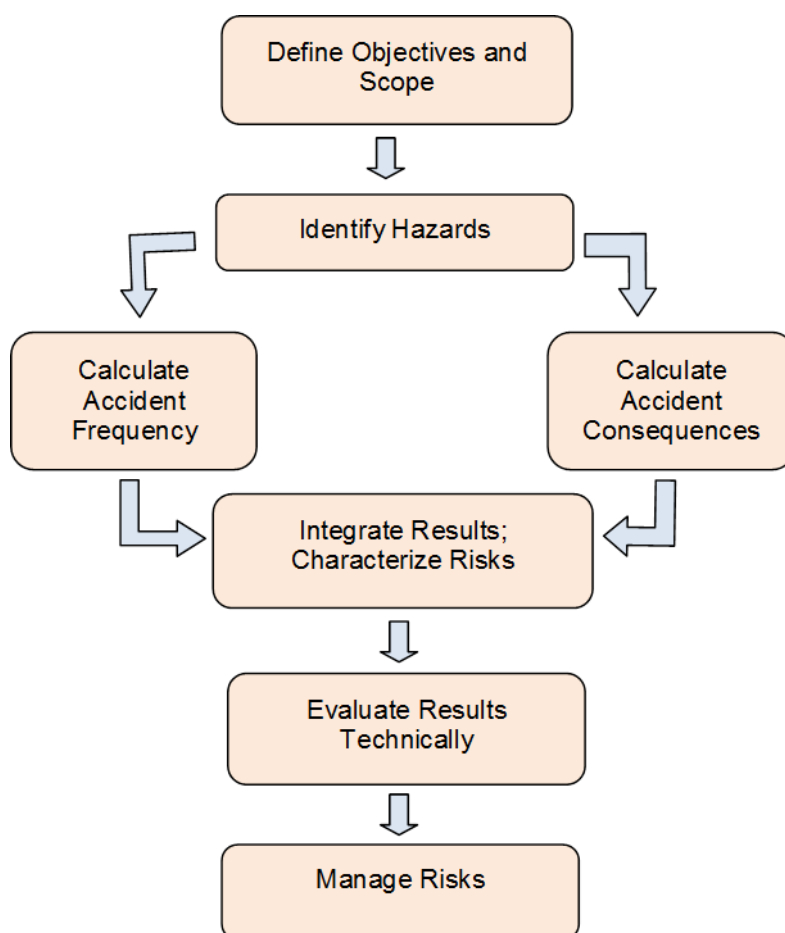 Define Objectives and
Scope
Identify Hazards
Calculate
Accident
Frequency
Calculate
Accident
Consequences
Integrate Results;
Characterize Risks
Evaluate Results
Technically
Manage Risks